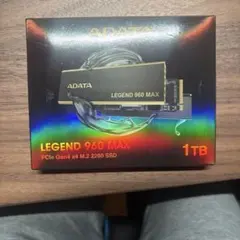 ADATA
ADATA
LEGEND 960 MAX
LEGEND 960 MAX
PCIe Gen4 x4 M.2 2280 SSD
1TB